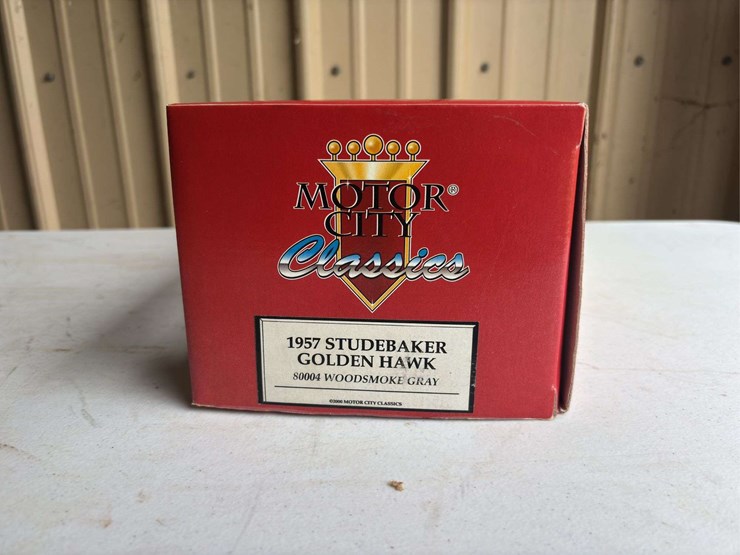 MOTOR®
CITY
Classics
1957 STUDEBAKER
GOLDEN HAWK
80004 WOODSMOKE GRAY
©2000 MOTOR CITY CLASSICS